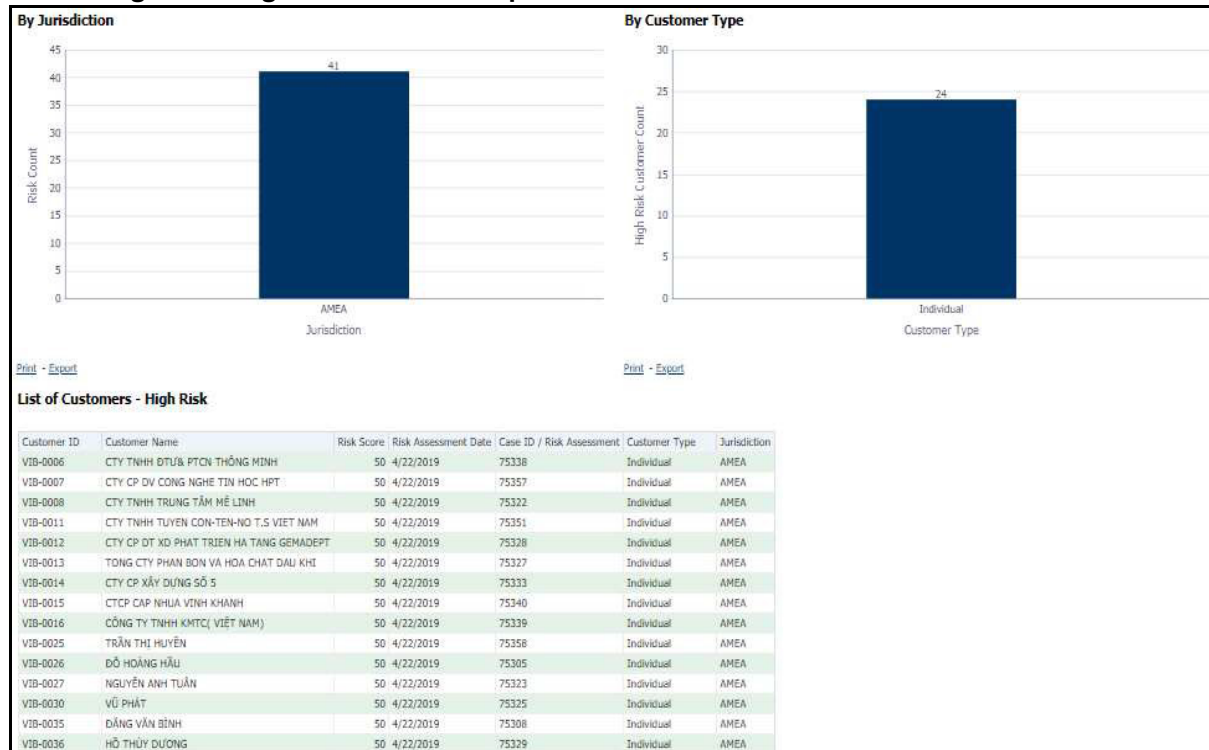 By Jurisdiction
45
40
35
30
25
20
15
10
5
0
Risk Count
41
AMEA
Jurisdiction
Print - Export
By Customer Type
30
25
20
15
10
5
0
High Risk Customer Count
24
Individual
Customer Type
Print - Export
List of Customers - High Risk
Customer ID Customer Name Risk Score Risk Assessment Date Case ID / Risk Assessment Customer Type Jurisdiction
VIB-0006 CTY TNHH ĐTƯ& PTCN THÔNG MINH 50 4/22/2019 75338 Individual AMEA
VIB-0007 CTY CP DV CONG NGHE TIN HOC HPT 50 4/22/2019 75357 Individual AMEA
VIB-0008 CTY TNHH TRUNG TÂM MÊ LINH 50 4/22/2019 75322 Individual AMEA
VIB-0011 CTY TNHH TUYEN CON-TEN-NO T.S VIET NAM 50 4/22/2019 75351 Individual AMEA
VIB-0012 CTY CP DT XD PHAT TRIEN HA TANG GEMADEPT 50 4/22/2019 75328 Individual AMEA
VIB-0013 TONG CTY PHAN BON VA HOA CHAT DAU KHI 50 4/22/2019 75327 Individual AMEA
VIB-0014 CTY CP XÂY DỰNG SỐ 5 50 4/22/2019 75333 Individual AMEA
VIB-0015 CTCP CAP NHUA VINH KHANH 50 4/22/2019 75340 Individual AMEA
VIB-0016 CÔNG TY TNHH KMTC( VIỆT NAM) 50 4/22/2019 75339 Individual AMEA
VIB-0025 TRẦN THỊ HUYỀN 50 4/22/2019 75358 Individual AMEA
VIB-0026 ĐỖ HOÀNG HẦU 50 4/22/2019 75305 Individual AMEA
VIB-0027 NGUYỄN ANH TUẤN 50 4/22/2019 75323 Individual AMEA
VIB-0030 VŨ PHÁT 50 4/22/2019 75325 Individual AMEA
VIB-0035 ĐẶNG VĂN BÌNH 50 4/22/2019 75308 Individual AMEA
VIB-0036 HỒ THÙY DƯƠNG 50 4/22/2019 75329 Individual AMEA